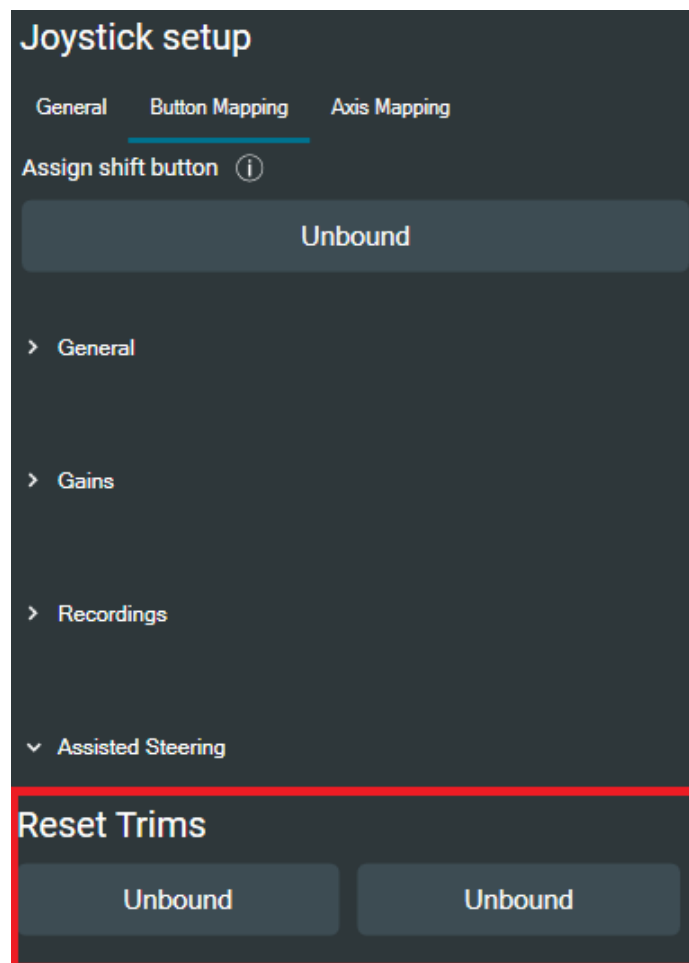 Joystick setup
General Button Mapping Axis Mapping
Assign shift button
Unbound
General
Gains
Recordings
Assisted Steering
Reset Trims
Unbound Unbound